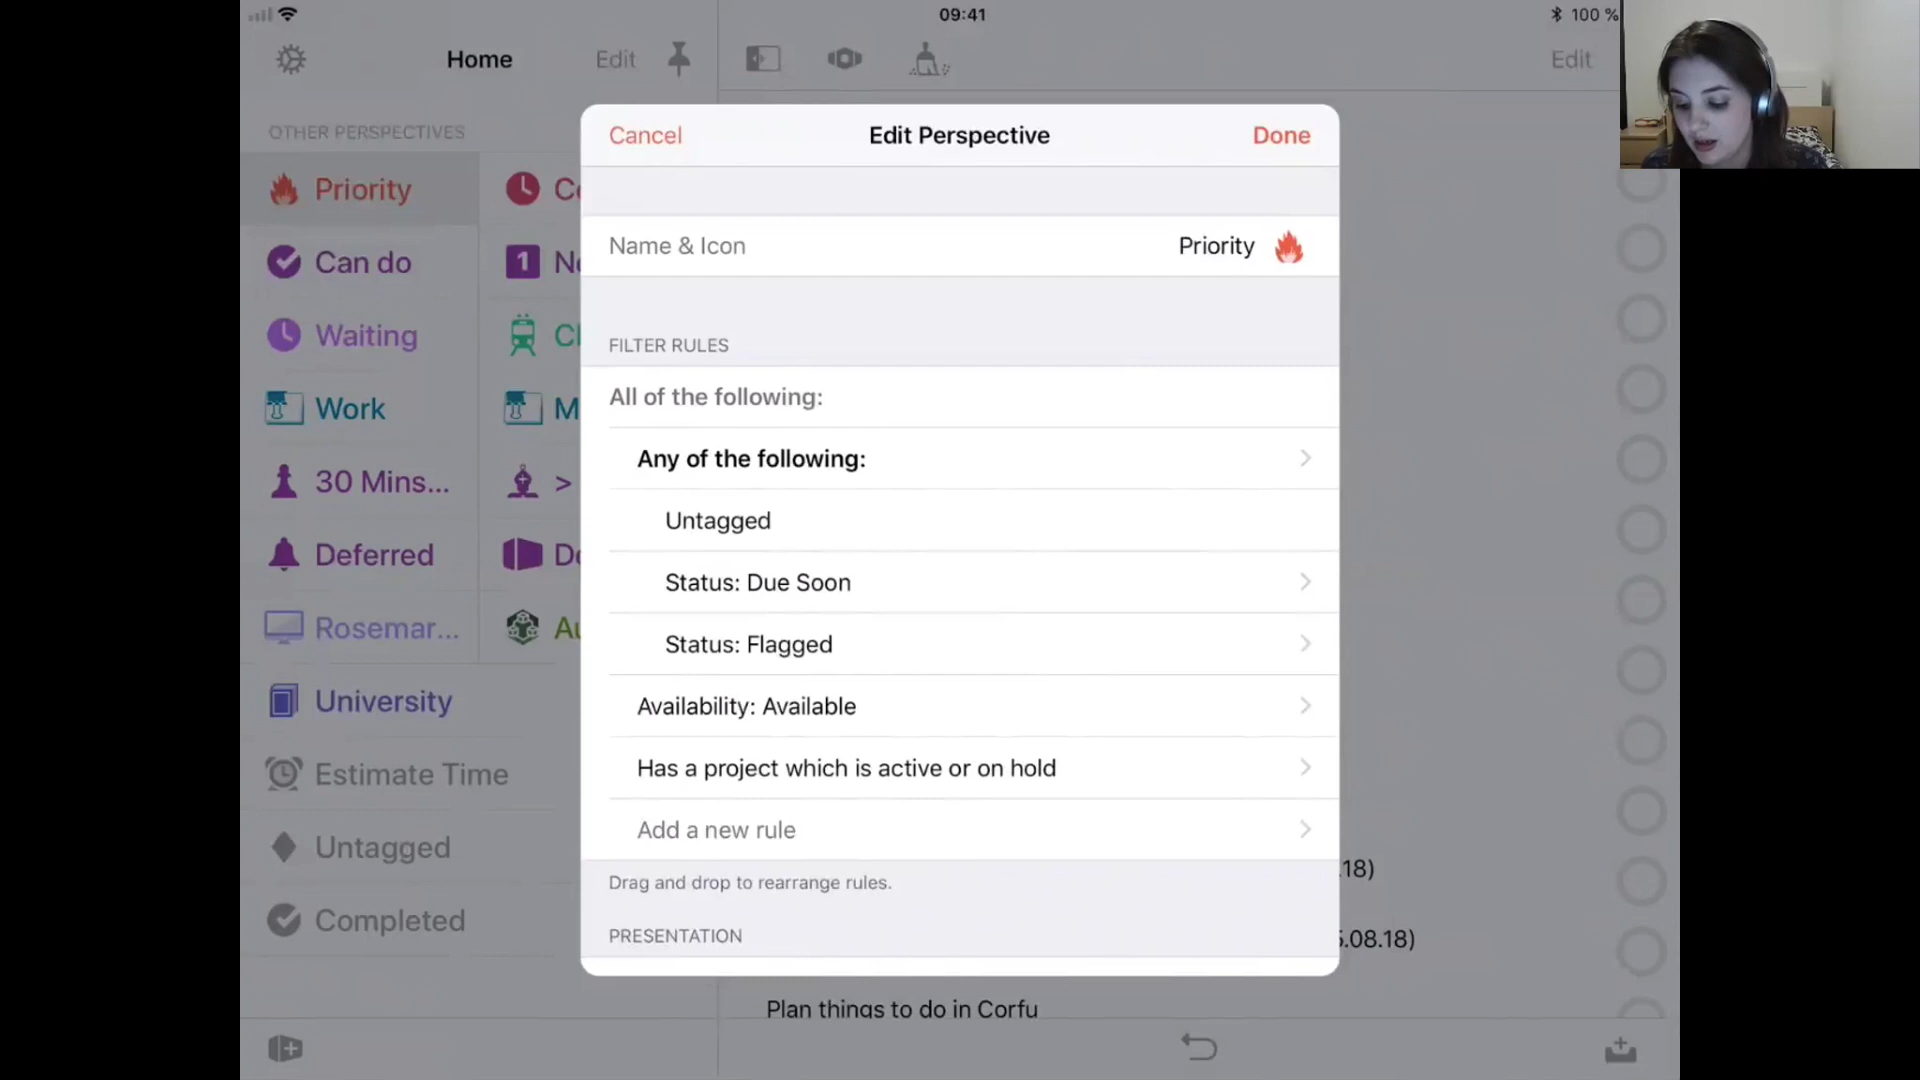 09:41
100 %
Home
Edit
Edit
OTHER PERSPECTIVES
Priority
Can do
Waiting
Work
30 Mins...
>
Deferred
Rosemar...
University
Estimate Time
Untagged
Completed
Cancel
Edit Perspective
Done
Name & Icon
Priority
FILTER RULES
All of the following:
Any of the following:
Untagged
Status: Due Soon
Status: Flagged
Availability: Available
Has a project which is active or on hold
Add a new rule
Drag and drop to rearrange rules.
PRESENTATION
.18)
.08.18)
Plan things to do in Corfu